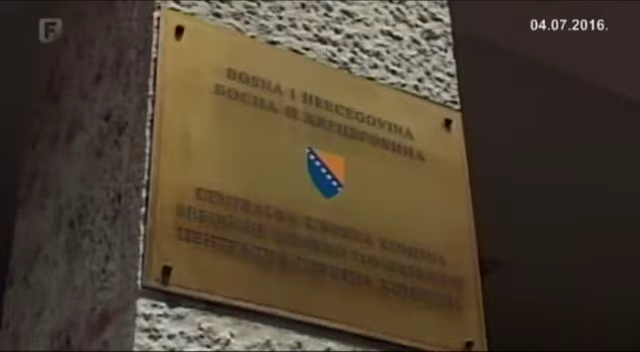 F
04.07.2016.
BOSNA I HERCEGOVINA
БОСНА И ХЕРЦЕГОВИНА
CENTRALNA IZBORNA KOMISIJA
ЦЕНТРАЛНА ИЗБОРНА КОМИСИЈА